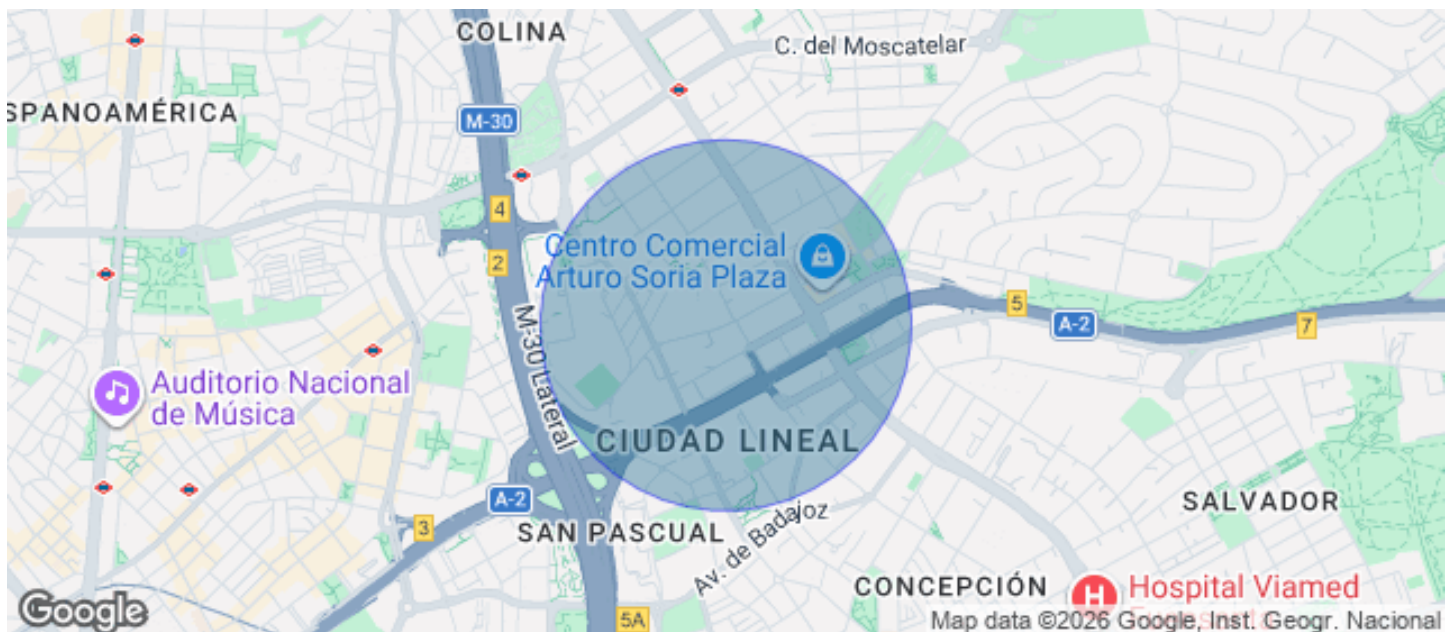 COLINA
C. del Moscatelar
SPANOAMÉRICA
M-30
4
Centro Comercial
Arturo Soria Plaza
2
5
A-2
7
M-30 Lateral
Auditorio Nacional
de Música
CIUDAD LINEAL
A-2
3
SAN PASCUAL
Av. de Badajoz
SALVADOR
CONCEPCIÓN
H
Hospital Viamed
Google
5A
Map data ©2026 Google, Inst. Geogr. Nacional